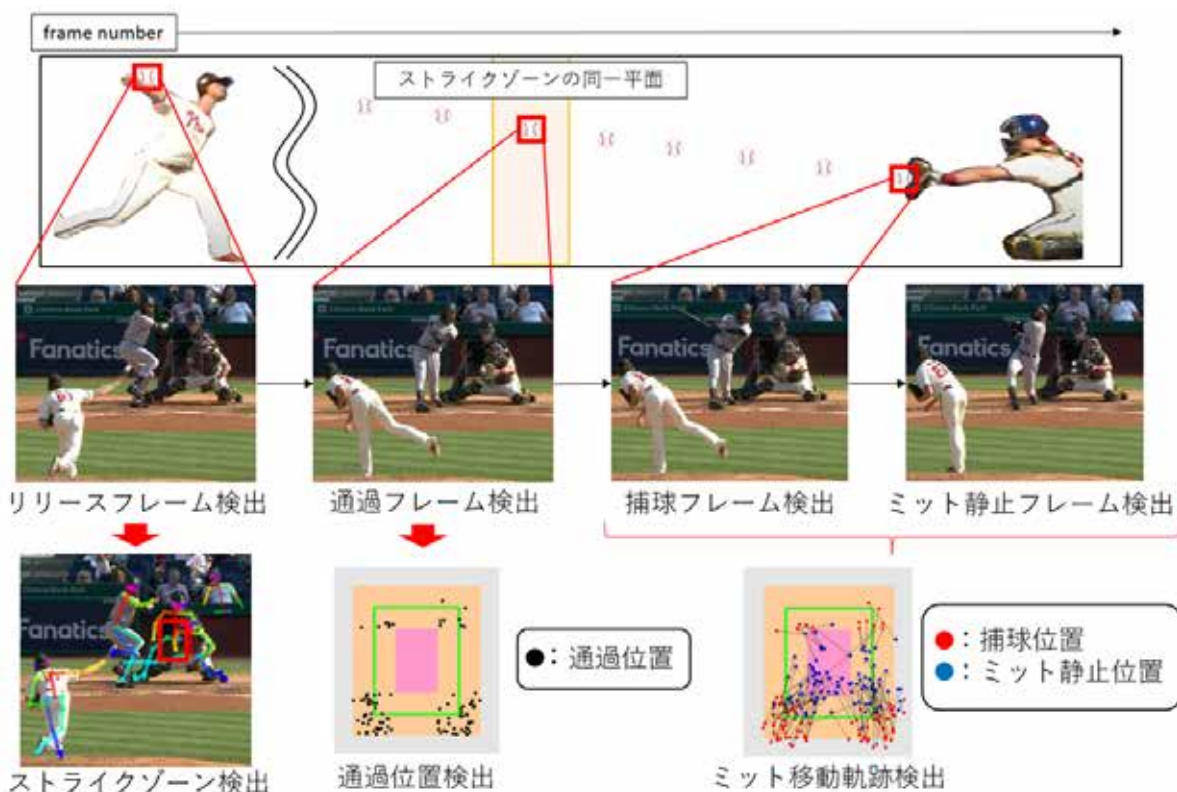 frame number
ストライクゾーンの同一平面
Fanatics
Fanatics
Fanatics
Fanatics
リリースフレーム検出
通過フレーム検出
捕球フレーム検出
ミット静止フレーム検出
Fanatics
●：通過位置
●：捕球位置
●：ミット静止位置
ストライクゾーン検出
通過位置検出
ミット移動軌跡検出